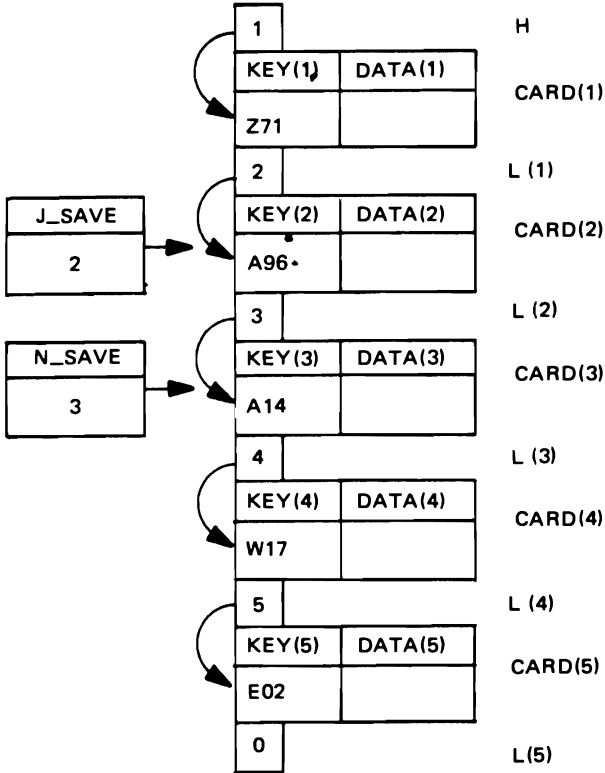 1 H
KEY(1) DATA(1)
CARD(1)
Z71
2 L (1)
KEY(2) DATA(2)
CARD(2)
J_SAVE
2
A96
3 L (2)
KEY(3) DATA(3)
CARD(3)
N_SAVE
3
A14
4 L (3)
KEY(4) DATA(4)
CARD(4)
W17
5 L (4)
KEY(5) DATA(5)
CARD(5)
E02
0 L(5)